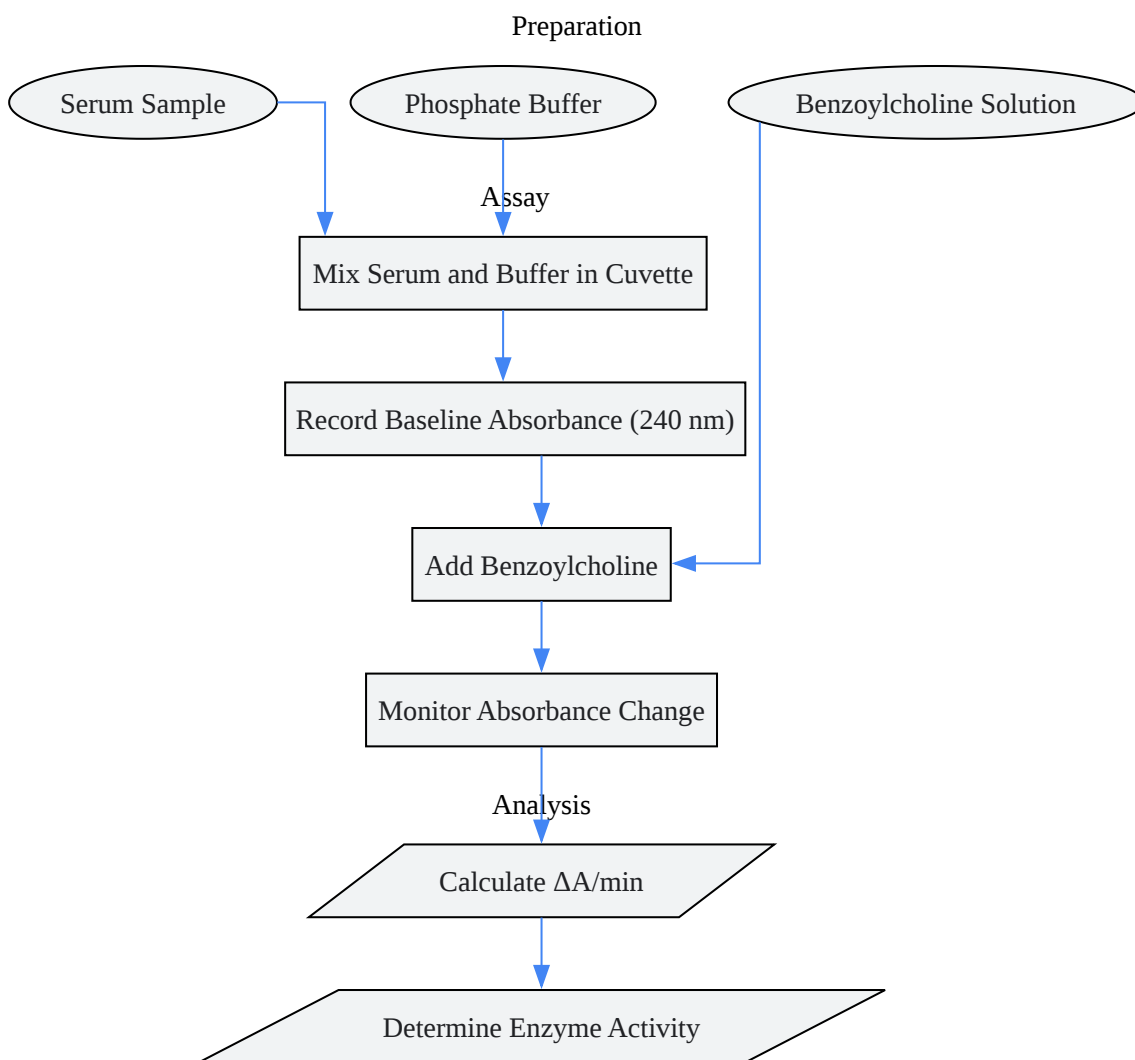 Preparation
Serum Sample
Phosphate Buffer
Benzoylcholine Solution
Assay
Mix Serum and Buffer in Cuvette
Record Baseline Absorbance (240 nm)
Add Benzoylcholine
Monitor Absorbance Change
Analysis
Calculate ΔA/min
Determine Enzyme Activity